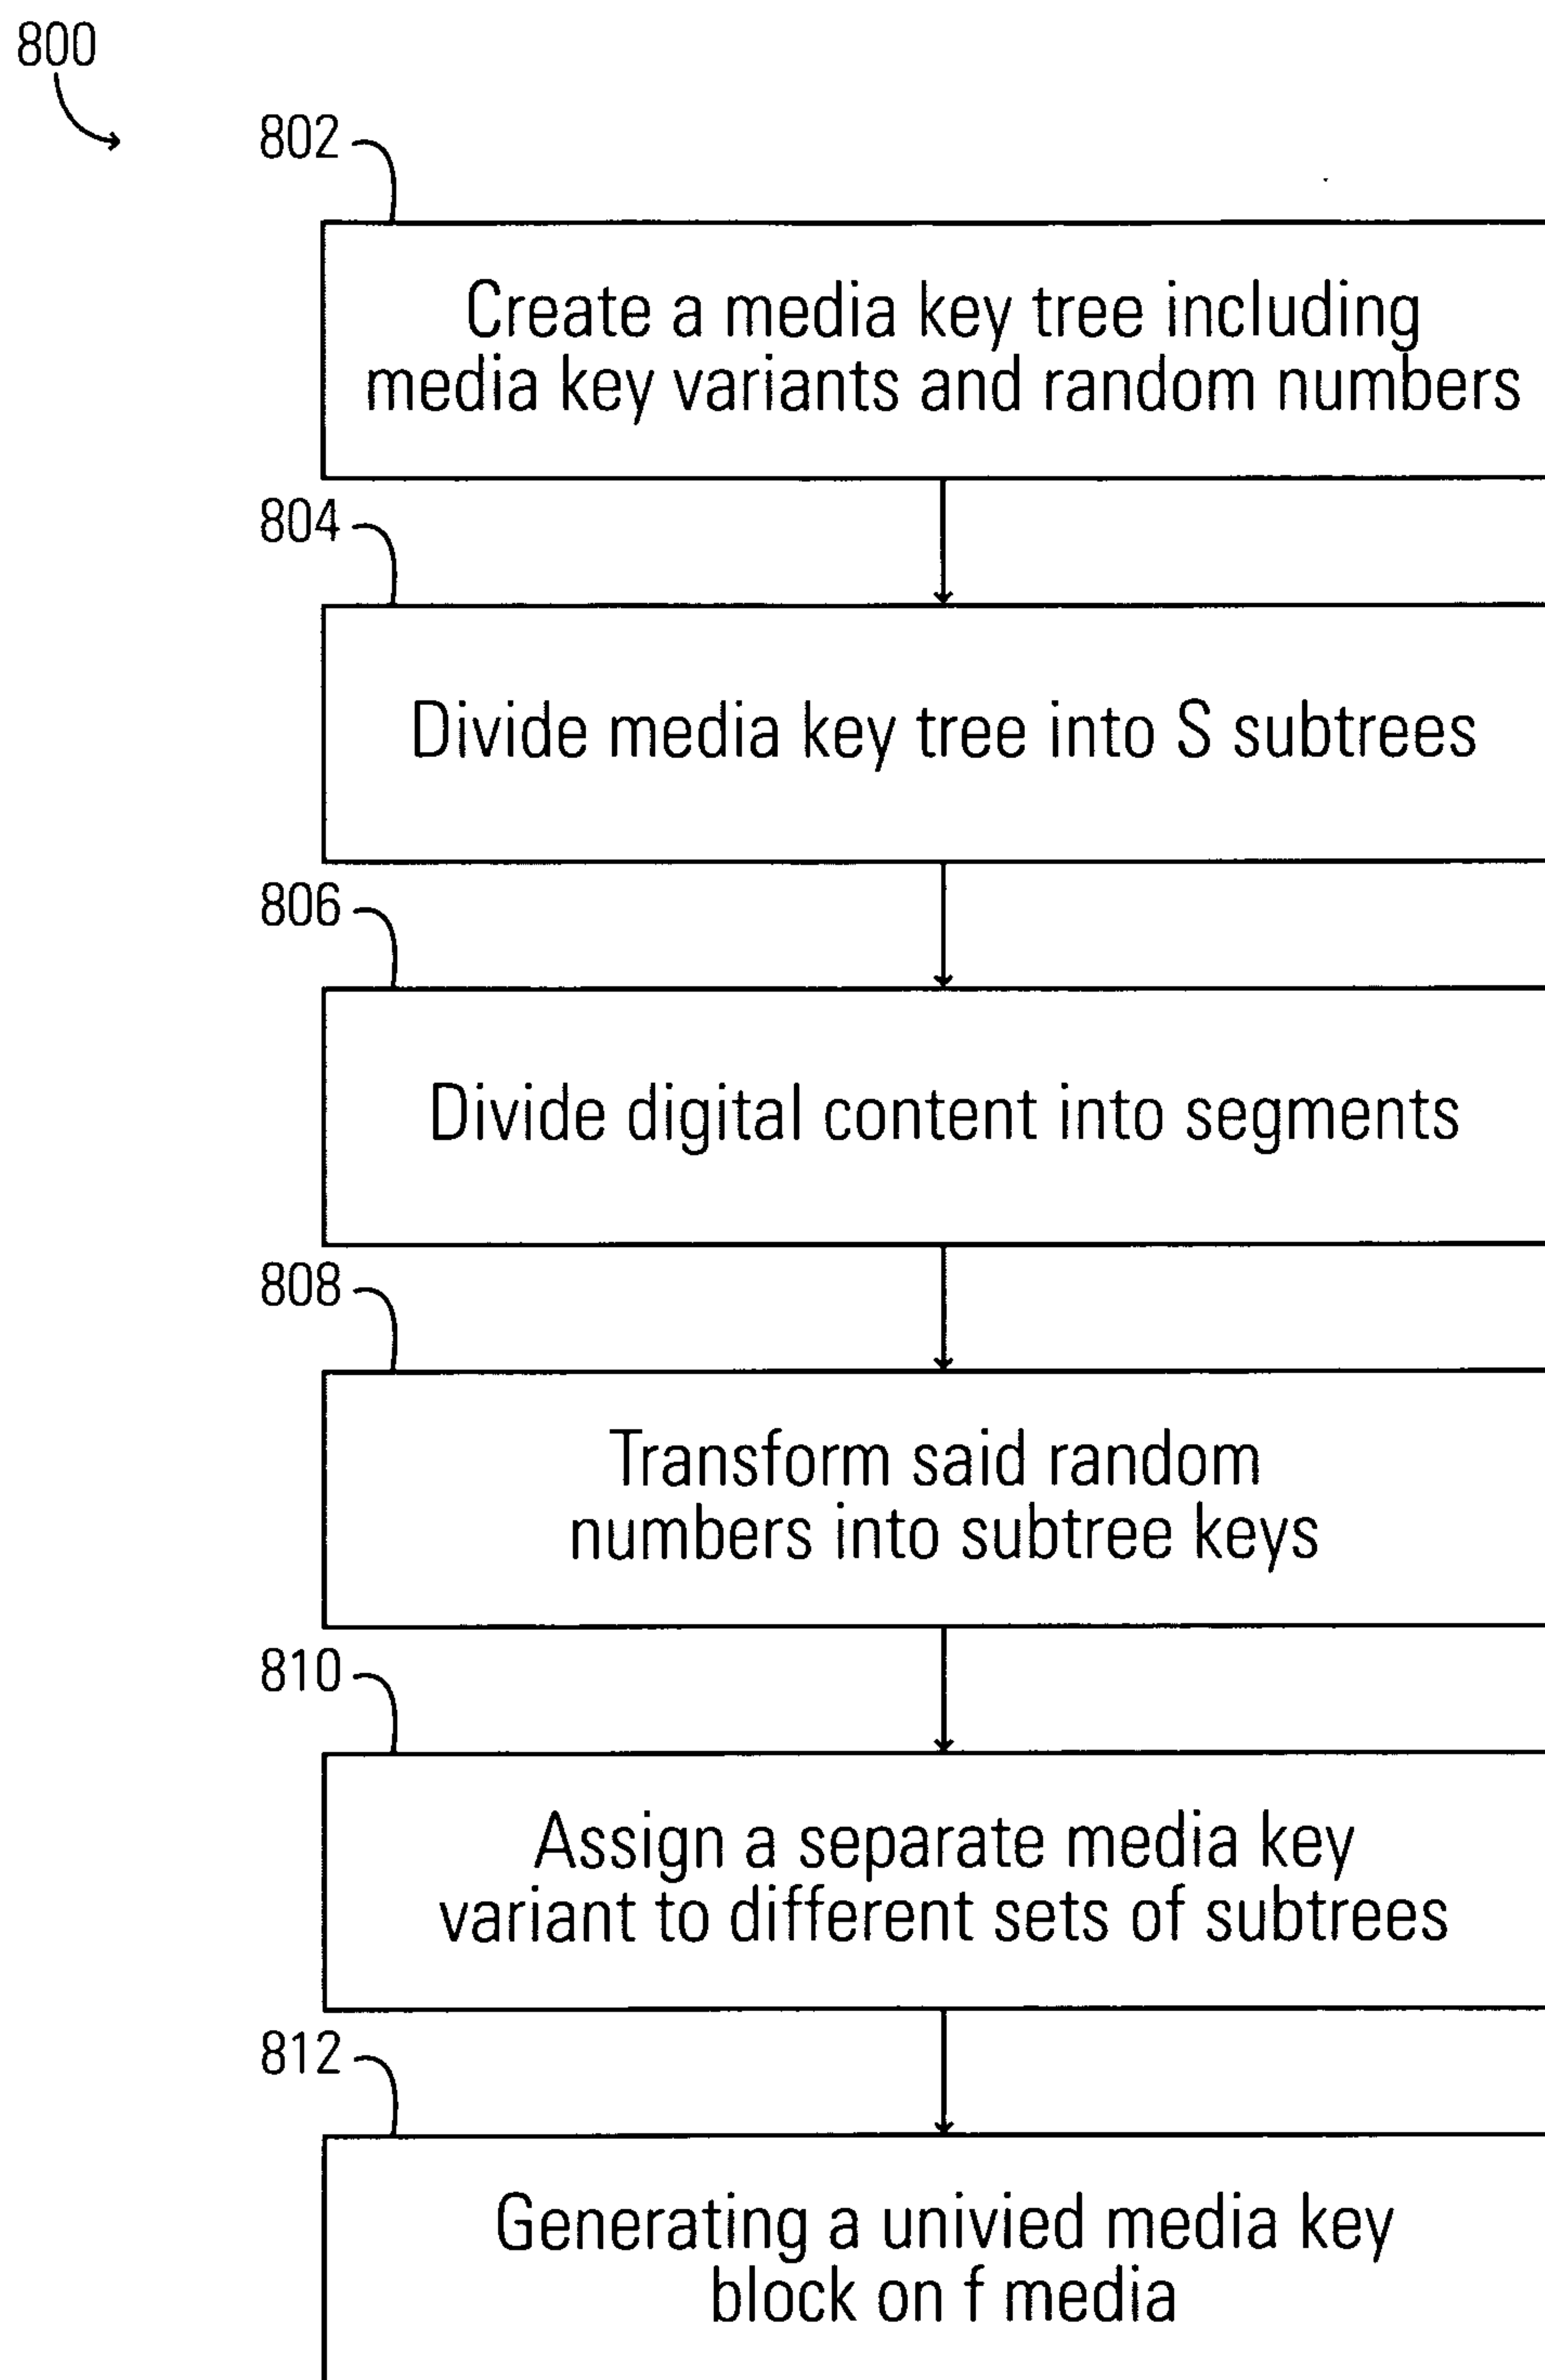 800
802
Create a media key tree including
media key variants and random numbers
804
Divide media key tree into S subtrees
806
Divide digital content into segments
808
Transform said random
numbers into subtree keys
810
Assign a separate media key
variant to different sets of subtrees
812
Generating a univied media key
block on f media